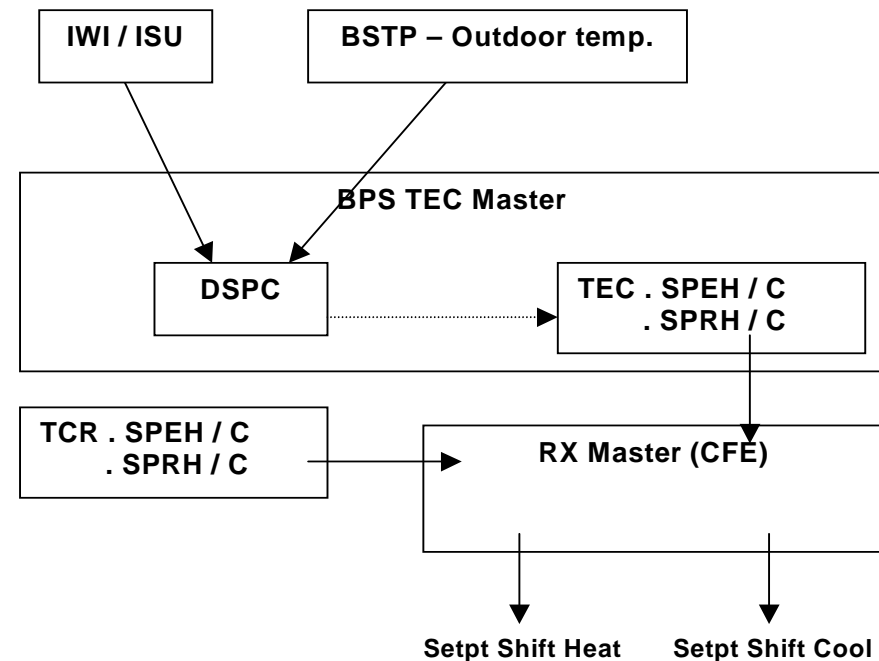 IWI / ISU
BSTP – Outdoor temp.
BPS TEC Master
DSPC
TEC . SPEH / C
. SPRH / C
TCR . SPEH / C
. SPRH / C
RX Master (CFE)
Setpt Shift Heat
Setpt Shift Cool